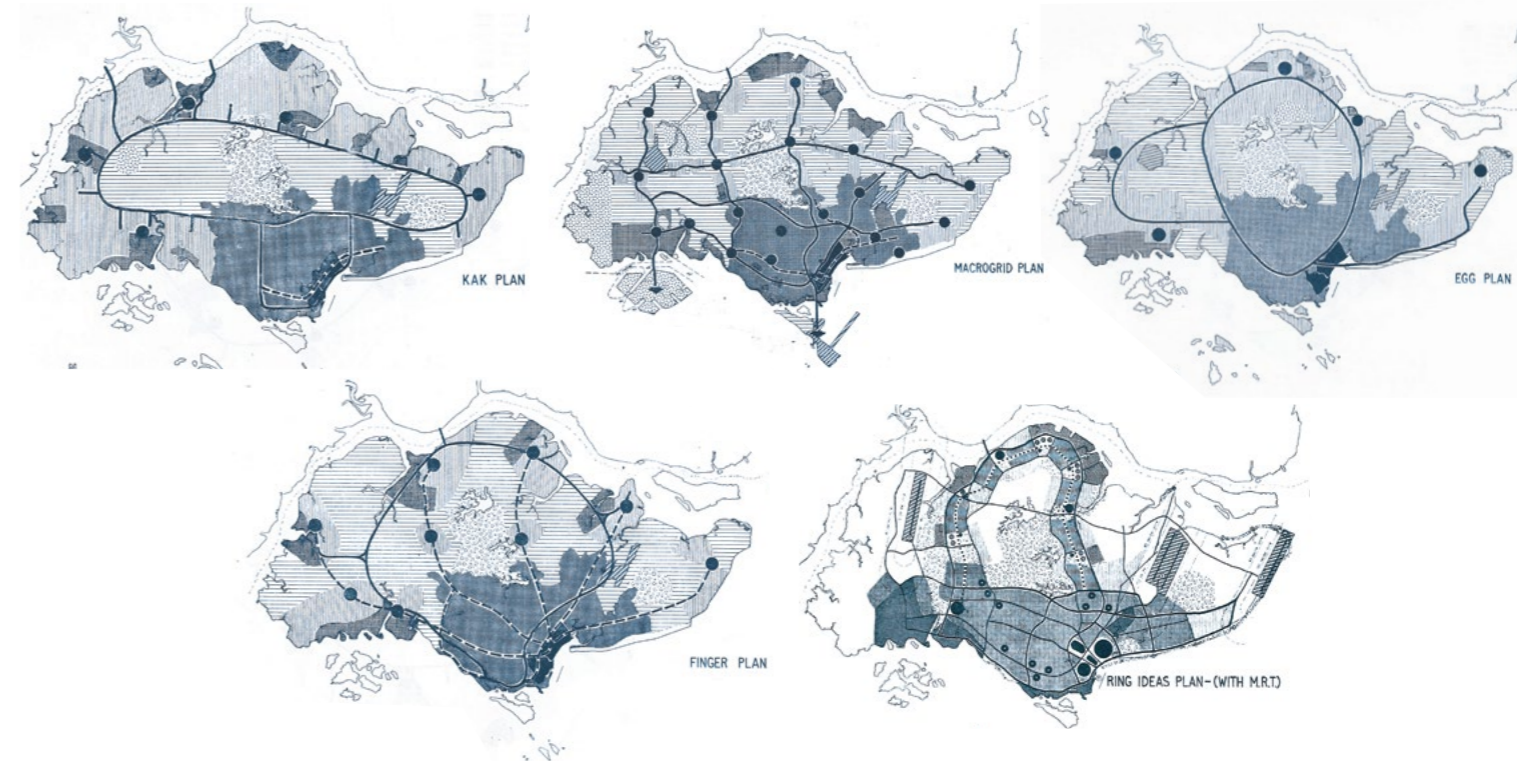 KAK PLAN
MACROGRID PLAN
EGG PLAN
FINGER PLAN
RING IDEAS PLAN-(WITH M.R.T.)